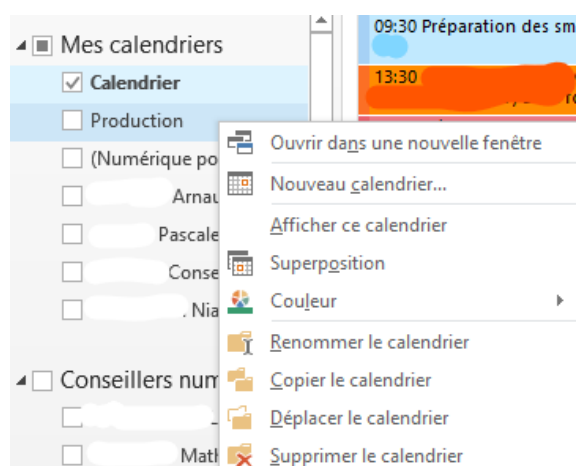 Mes calendriers
Calendrier
Production
(Numérique po
Arnau
Pascale
Conse
. Nia
Conseillers num
Math
09:30 Préparation des sm
13:30
Ouvrir dans une nouvelle fenêtre
Nouveau calendrier...
Afficher ce calendrier
Superposition
Couleur
Renommer le calendrier
Copier le calendrier
Déplacer le calendrier
Supprimer le calendrier